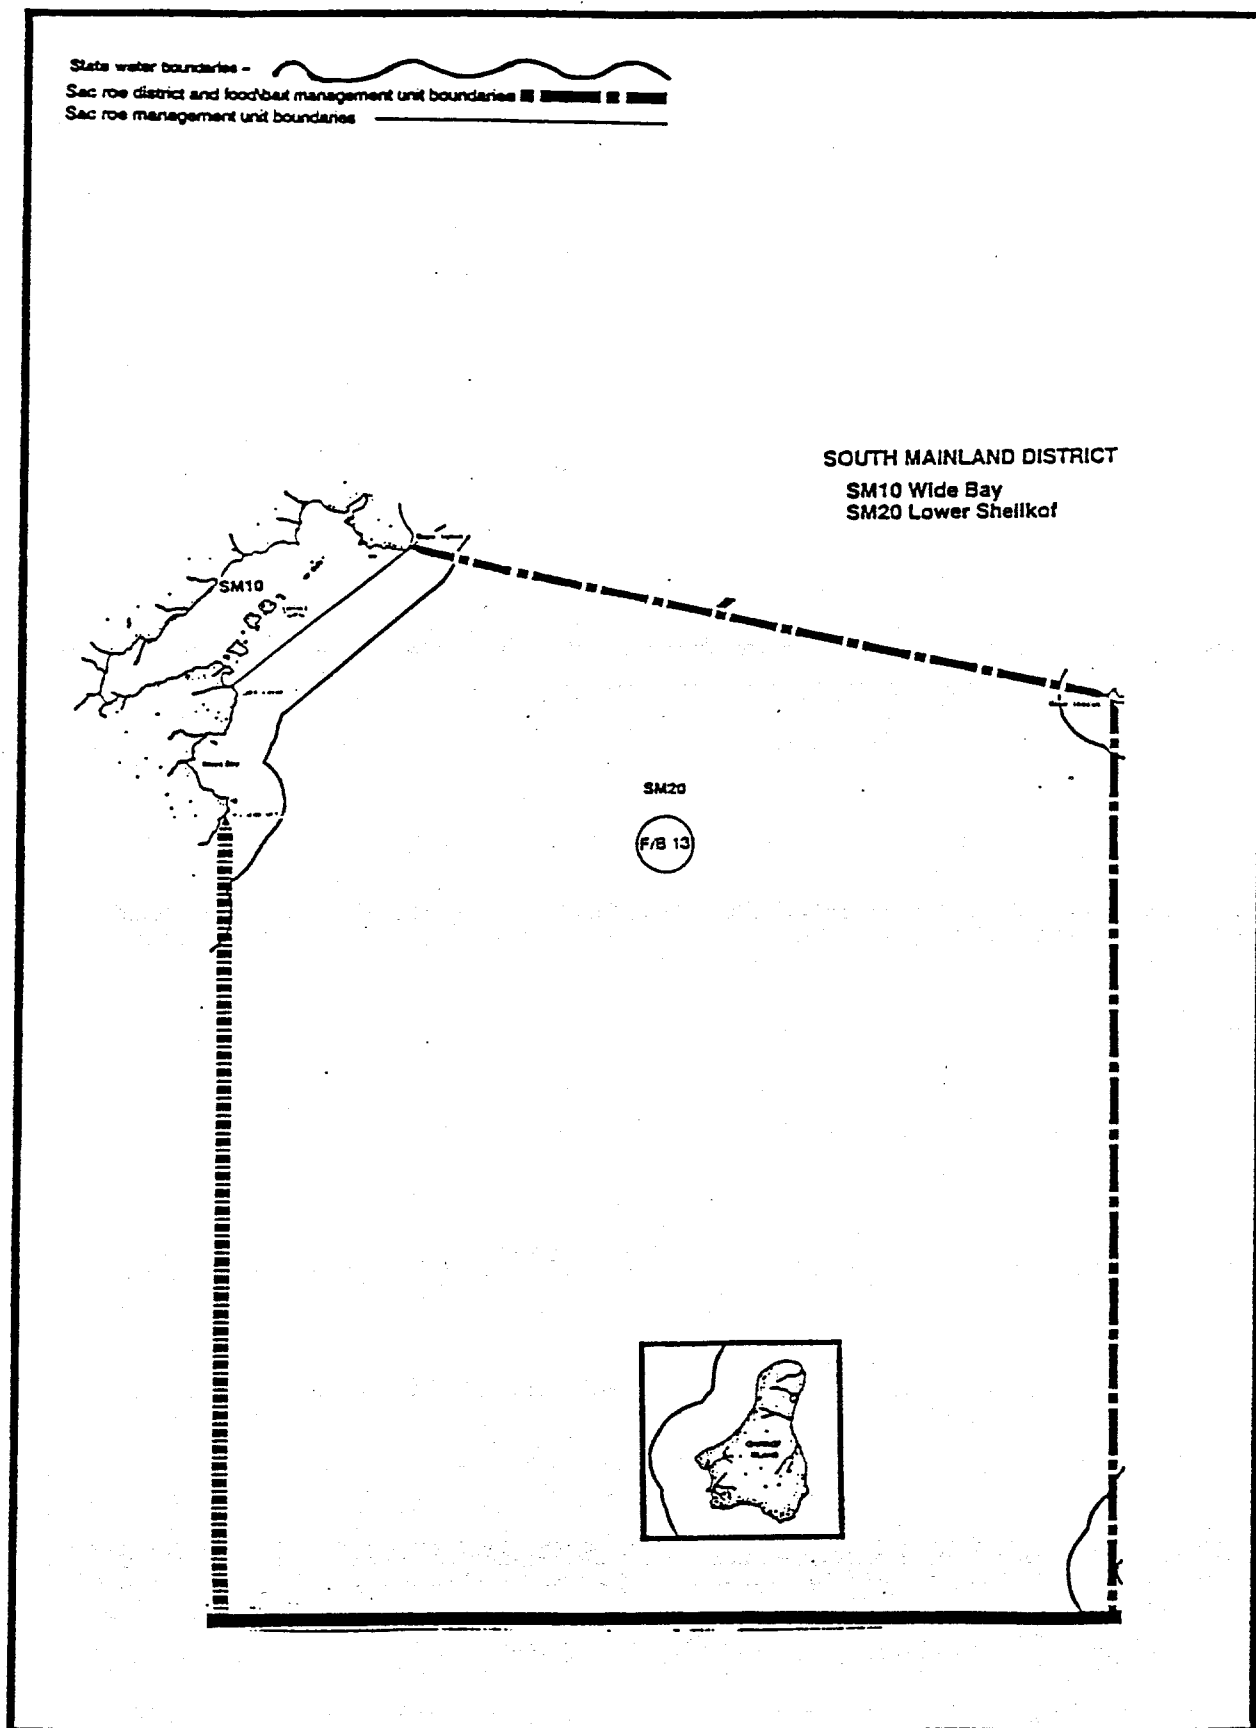 State water boundaries -
Sac roe district and food\bait management unit boundaries
Sac roe management unit boundaries
SOUTH MAINLAND DISTRICT
SM10 Wide Bay
SM20 Lower Shelikof
SM10
SM20
F/B 13